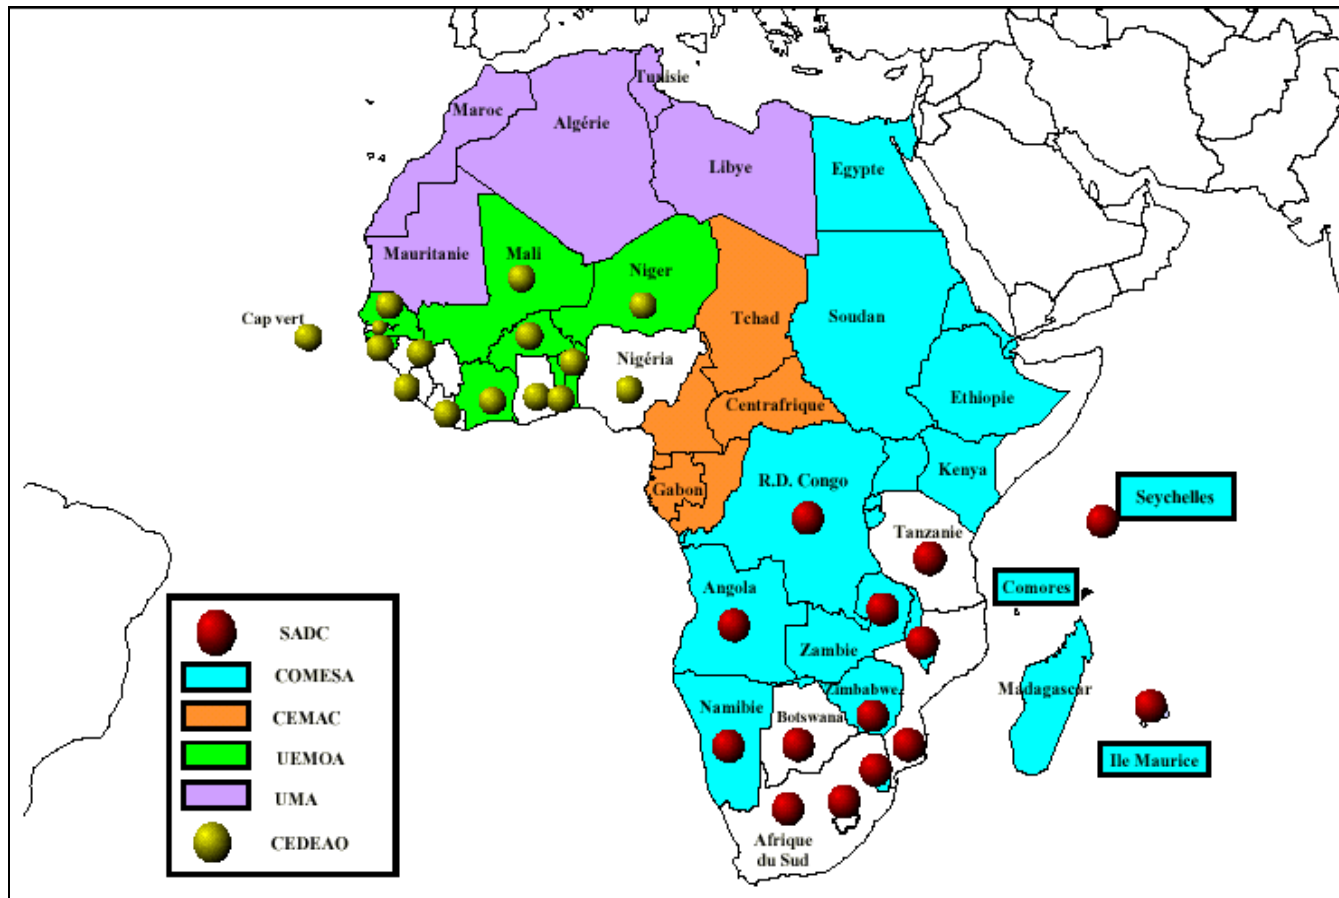 Tunisie
Maroc
Algérie
Libye
Egypte
Mauritanie
Mali
Niger
Cap vert
Tchad
Soudan
Nigéria
Centrafrique
Ethiopie
Kenya
Gabon
R.D. Congo
Seychelles
Tanzanie
Angola
Comores
Zambie
Madagascar
Zimbabwe
Namibie
Botswana
Ile Maurice
Afrique
du Sud
SADC
COMESA
CEMAC
UEMOA
UMA
CEDEAO